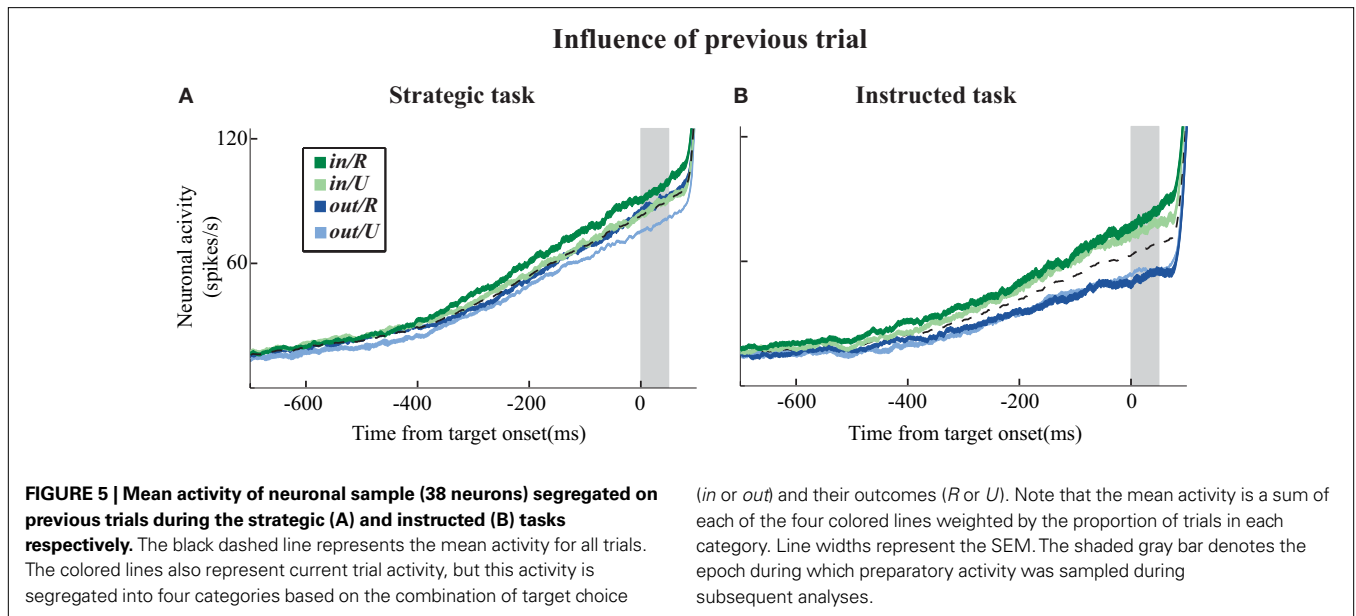 Influence of previous trial
A
Strategic task
120
60
Neuronal acivity
(spikes/s)
in/R
in/U
out/R
out/U
-600
-400
-200
0
Time from target onset(ms)
B
Instructed task
-600
-400
-200
0
Time from target onset(ms)
FIGURE 5 | Mean activity of neuronal sample (38 neurons) segregated on
previous trials during the strategic (A) and instructed (B) tasks
respectively. The black dashed line represents the mean activity for all trials.
The colored lines also represent current trial activity, but this activity is
segregated into four categories based on the combination of target choice
(in or out) and their outcomes (R or U). Note that the mean activity is a sum of
each of the four colored lines weighted by the proportion of trials in each
category. Line widths represent the SEM. The shaded gray bar denotes the
epoch during which preparatory activity was sampled during
subsequent analyses.